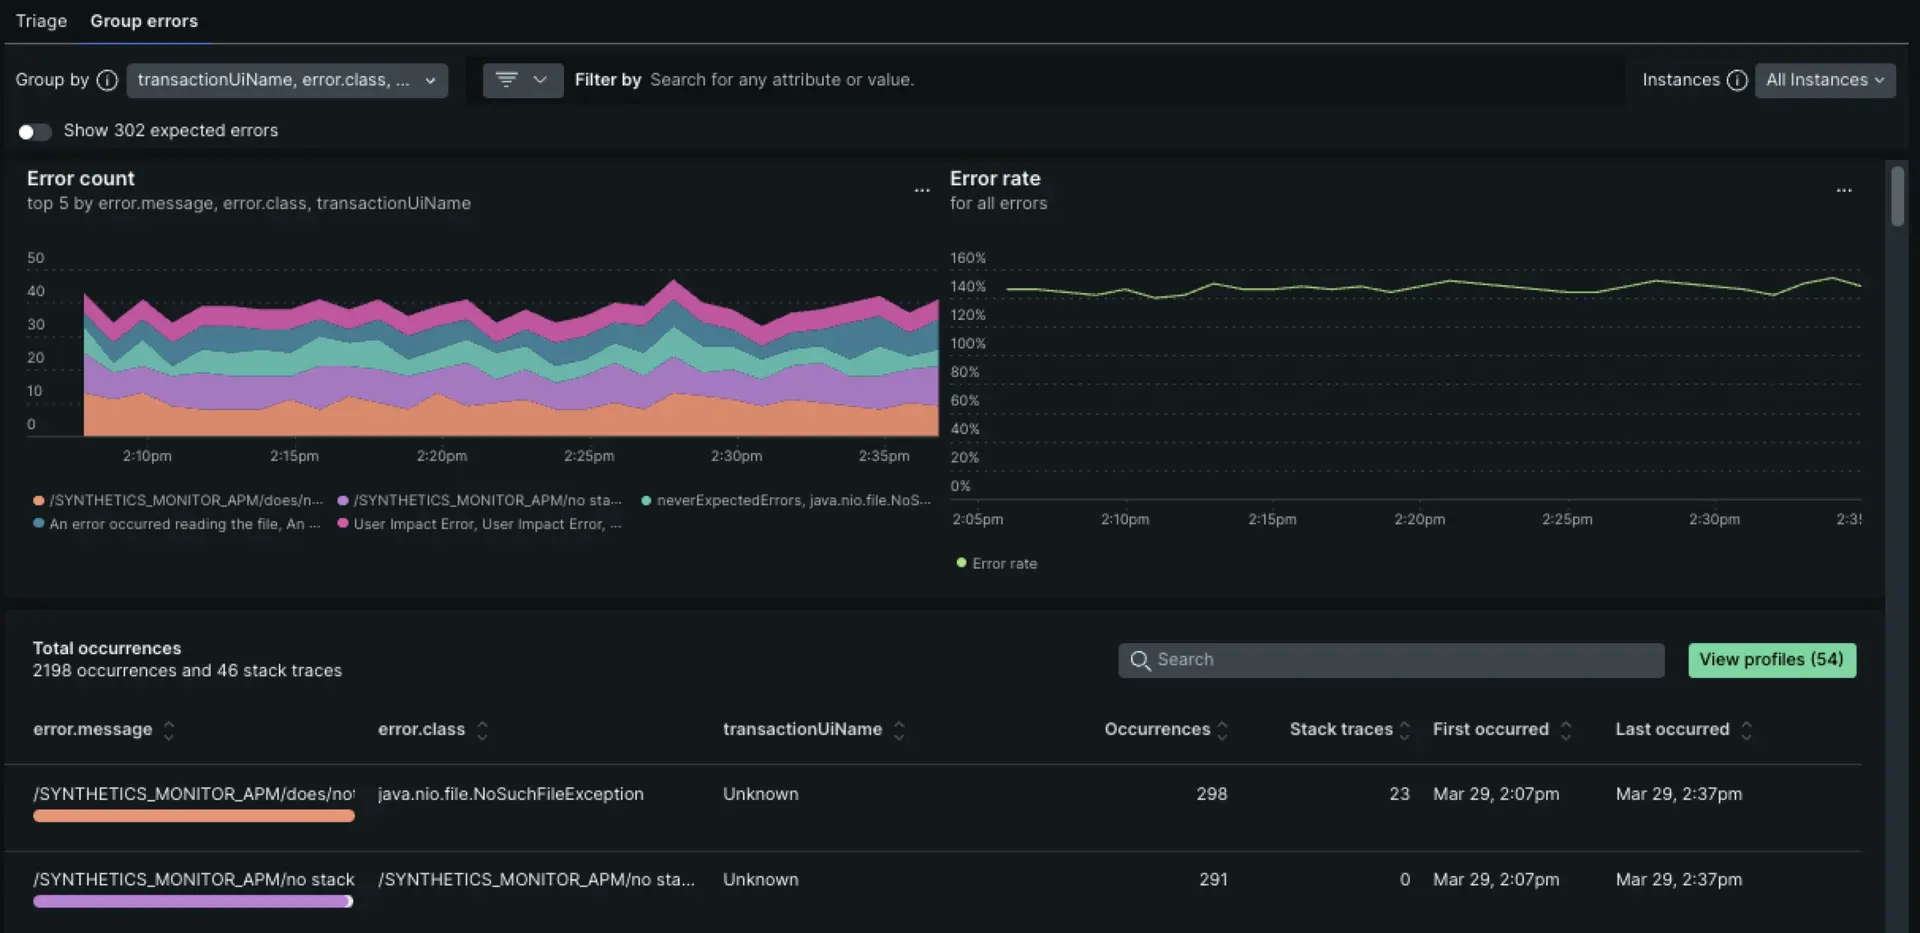 Triage Group errors
Group by transactionUiName, error.class, ... Filter by Search for any attribute or value. Instances All Instances
Show 302 expected errors
Error count
top 5 by error.message, error.class, transactionUiName
...
50
40
30
20
10
0
2:10pm 2:15pm 2:20pm 2:25pm 2:30pm 2:35pm
/SYNTHETICS_MONITOR_APM/does/n... /SYNTHETICS_MONITOR_APM/no sta... neverExpectedErrors, java.nio.file.NoS...
An error occurred reading the file, An ... User Impact Error, User Impact Error, ...
Error rate
for all errors
...
160%
140%
120%
100%
80%
60%
40%
20%
0%
2:05pm 2:10pm 2:15pm 2:20pm 2:25pm 2:30pm 2:3
Error rate
Total occurrences
2198 occurrences and 46 stack traces
Search View profiles (54)
error.message error.class transactionUiName Occurrences Stack traces First occurred Last occurred
/SYNTHETICS_MONITOR_APM/does/not java.nio.file.NoSuchFileException Unknown 298 23 Mar 29, 2:07pm Mar 29, 2:37pm
/SYNTHETICS_MONITOR_APM/no stack /SYNTHETICS_MONITOR_APM/no sta... Unknown 291 0 Mar 29, 2:07pm Mar 29, 2:37pm